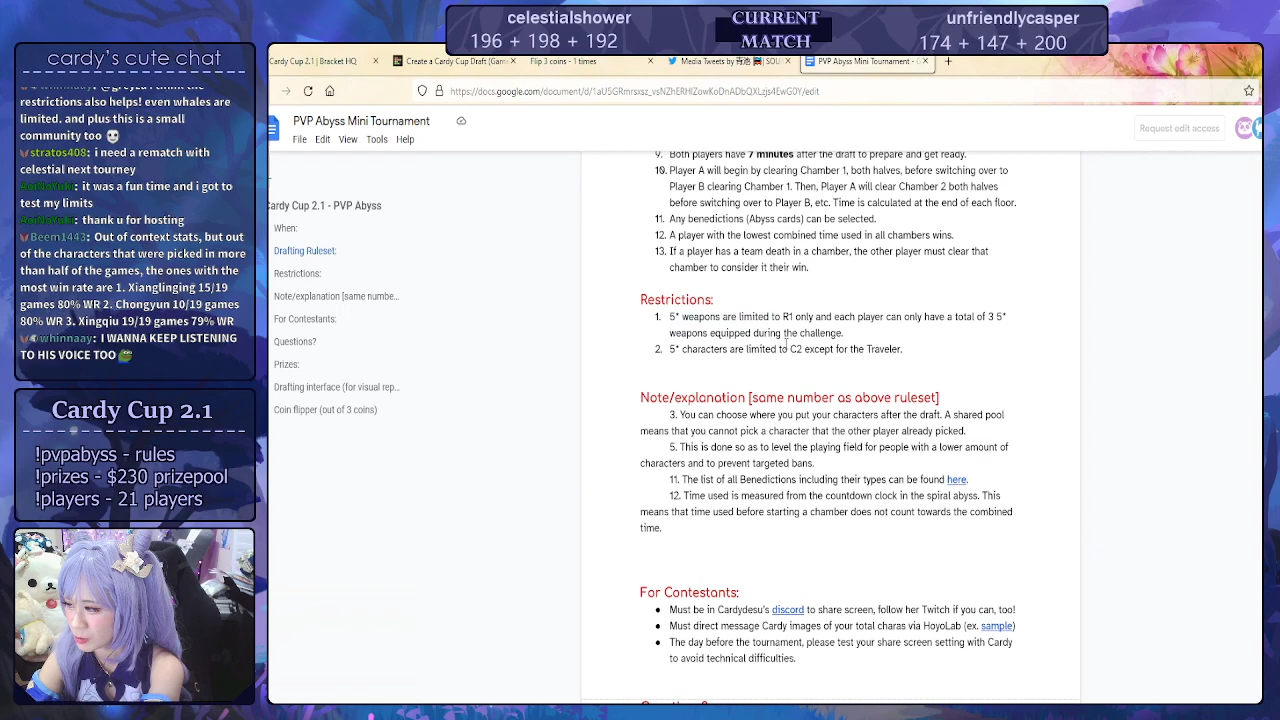 celestialshower
196 + 198 + 192
CURRENT
MATCH
unfriendlycasper
174 + 147 + 200
cardy's cute chat
restrictions also helps! even whales are
limited. and plus this is a small
community too
stratos408: i need a rematch with
celestial next tourney
AoiNoYuki: it was a fun time and i got to
test my limits
AoiNoYuki: thank u for hosting
Beem1443: Out of context stats, but out
of the characters that were picked in more
than half of the games, the ones with the
most win rate are 1. Xianglinging 15/19
games 80% WR 2. Chongyun 10/19 games
80% WR 3. Xingqiu 19/19 games 79% WR
whinnaay: I WANNA KEEP LISTENING
TO HIS VOICE TOO
Cardy Cup 2.1
!pvpabyss - rules
!prizes - $230 prizepool
!players - 21 players
Cardy Cup 2.1 | Bracket HQ
Create a Cardy Cup Draft (Gam
Flip 3 coins - 1 times
Media Tweets by
PVP Abyss Mini Tournament - G
https://docs.google.com/document/d/1aU5GRmrsxsz_vsNZhERHIZowKoDnADbQXLzjs4EwG0Y/edit
PVP Abyss Mini Tournament
File Edit View Tools Help
Request edit access
Cardy Cup 2.1 - PVP Abyss
When:
Drafting Ruleset:
Restrictions:
Note/explanation [same numbe...
For Contestants:
Questions?
Prizes:
Drafting interface (for visual rep...
Coin flipper (out of 3 coins)
9. Both players have 7 minutes after the draft to prepare and get ready.
10. Player A will begin by clearing Chamber 1, both halves, before switching over to
Player B clearing Chamber 1. Then, Player A will clear Chamber 2 both halves
before switching over to Player B, etc. Time is calculated at the end of each floor.
11. Any benedictions (Abyss cards) can be selected.
12. A player with the lowest combined time used in all chambers wins.
13. If a player has a team death in a chamber, the other player must clear that
chamber to consider it their win.
Restrictions:
1. 5* weapons are limited to R1 only and each player can only have a total of 3 5*
weapons equipped during the challenge.
2. 5* characters are limited to C2 except for the Traveler.
Note/explanation [same number as above ruleset]
3. You can choose where you put your characters after the draft. A shared pool
means that you cannot pick a character that the other player already picked.
5. This is done so as to level the playing field for people with a lower amount of
characters and to prevent targeted bans.
11. The list of all Benedictions including their types can be found here.
12. Time used is measured from the countdown clock in the spiral abyss. This
means that time used before starting a chamber does not count towards the combined
time.
For Contestants:
● Must be in Cardydesu's discord to share screen, follow her Twitch if you can, too!
● Must direct message Cardy images of your total charas via HoyoLab (ex. sample)
● The day before the tournament, please test your share screen setting with Cardy
to avoid technical difficulties.